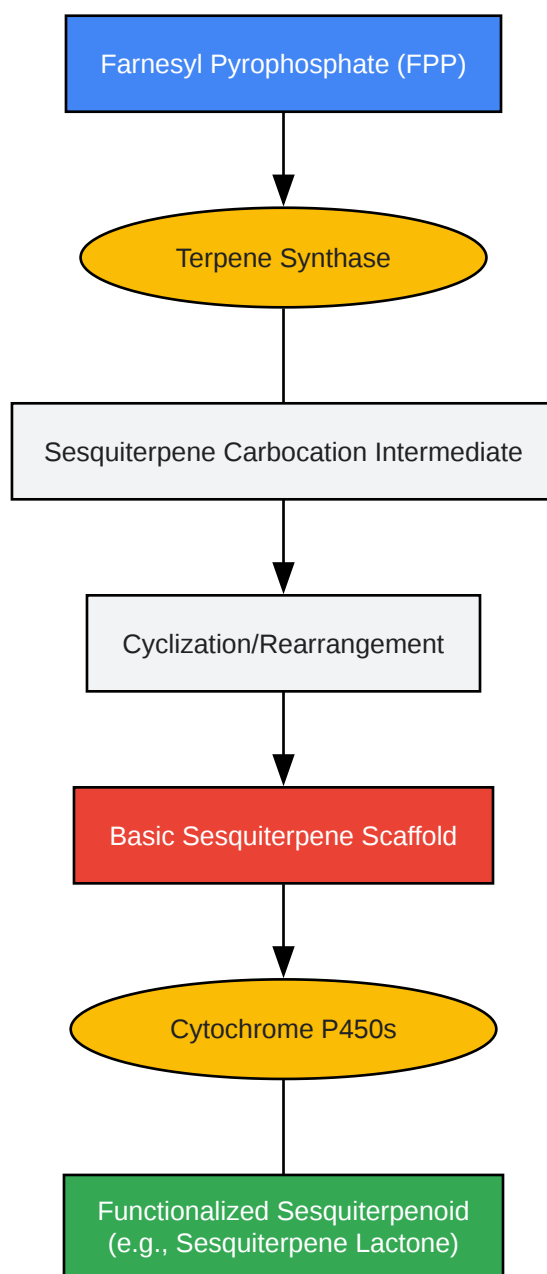 Farnesyl Pyrophosphate (FPP)
Terpene Synthase
Sesquiterpene Carbocation Intermediate
Cyclization/Rearrangement
Basic Sesquiterpene Scaffold
Cytochrome P450s
Functionalized Sesquiterpenoid
(e.g., Sesquiterpene Lactone)